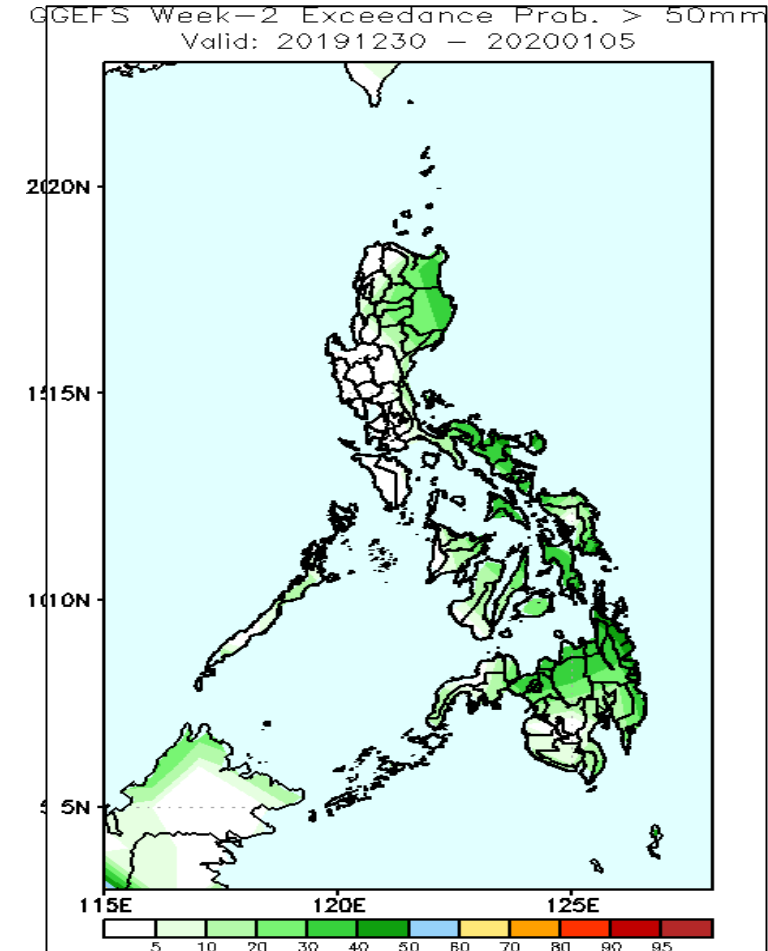 GGEFS Week-2 Exceedance Prob. > 50mm
Valid: 20191230 - 20200105
20N
15N
10N
5N
115E 120E 125E
5 10 20 30 40 50 60 70 80 90 95